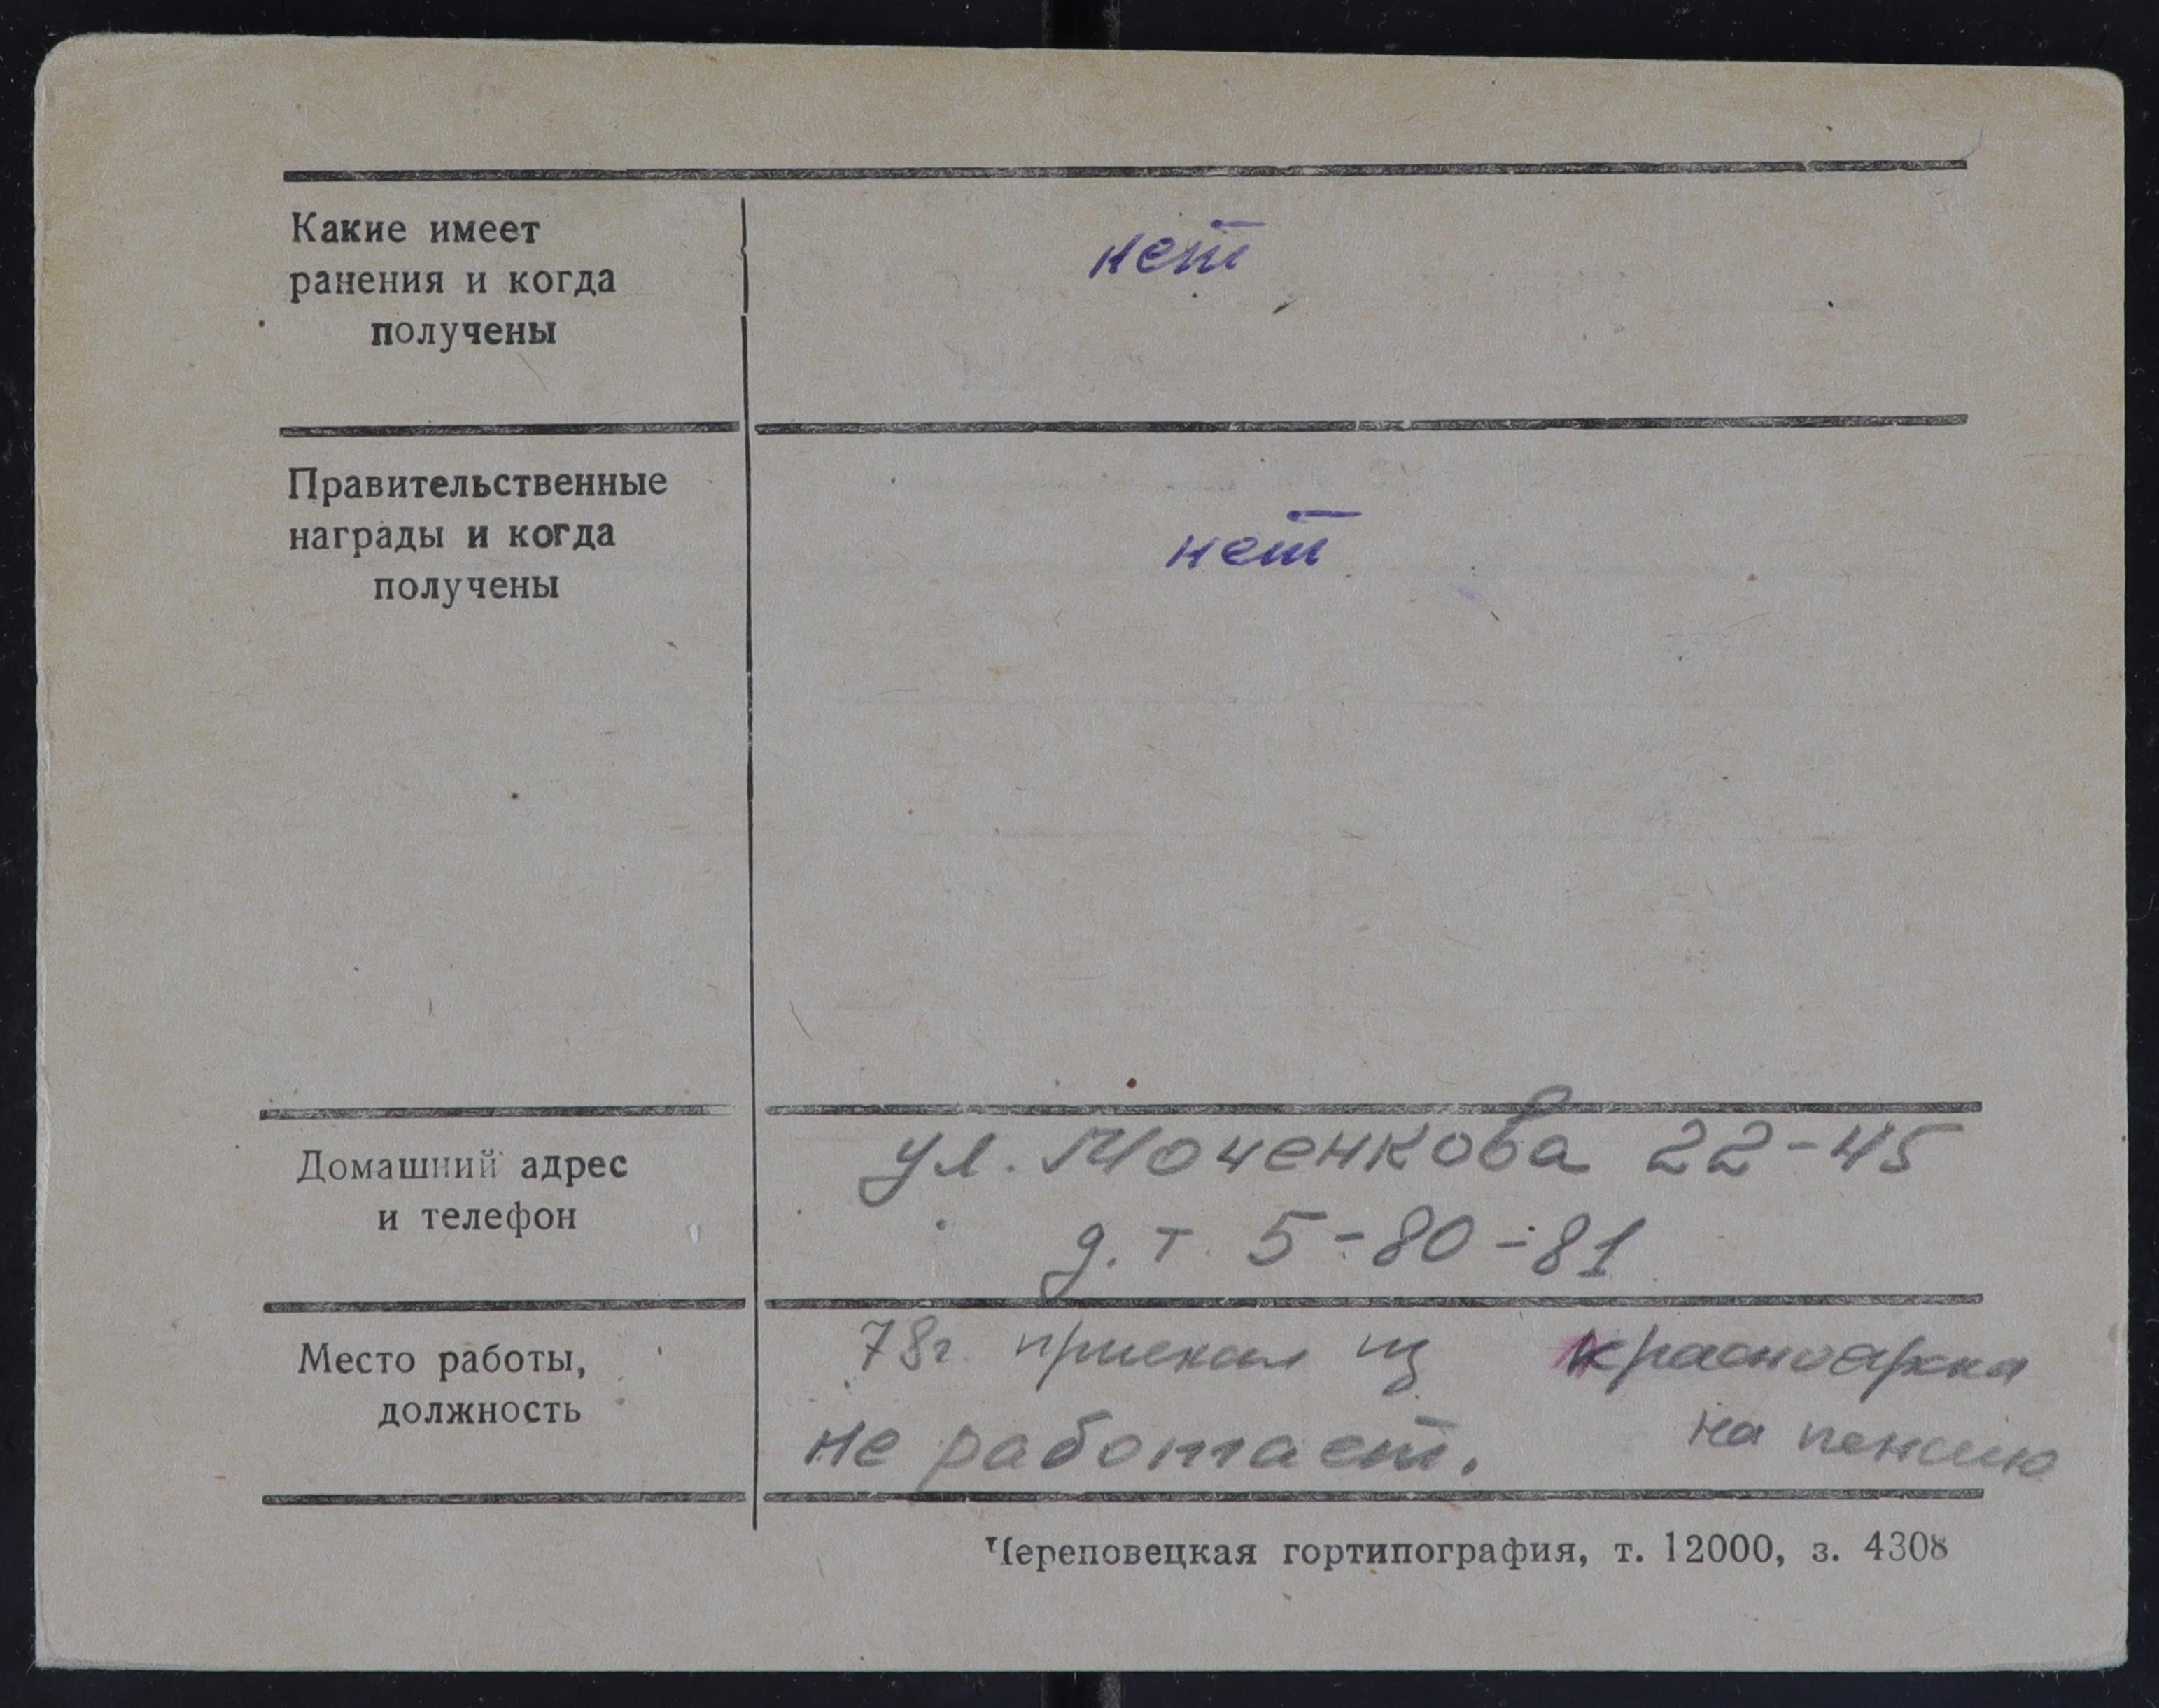 Какие имеет
ранения и когда
получены
нет
Правительственные
награды и когда
получены
нет
Домашний адрес
и телефон
ул. Моченкова 22-45
д. т. 5-80-81
Место работы,
должность
78г. приехал из Красноярска
на пенсию
не работает.
Череповецкая гортипография, т. 12000, з. 4308